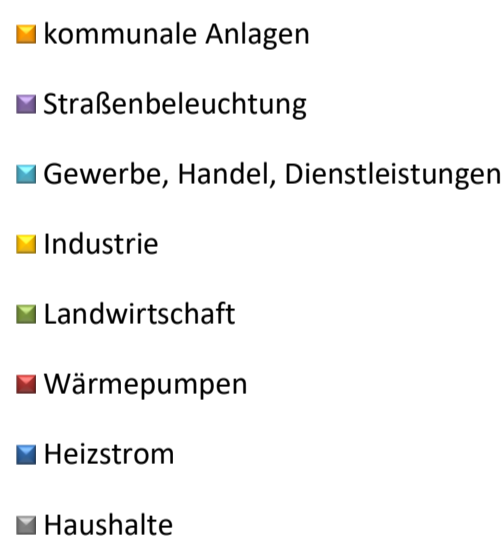 kommunale Anlagen
Straßenbeleuchtung
Gewerbe, Handel, Dienstleistungen
Industrie
Landwirtschaft
Wärmepumpen
Heizstrom
Haushalte